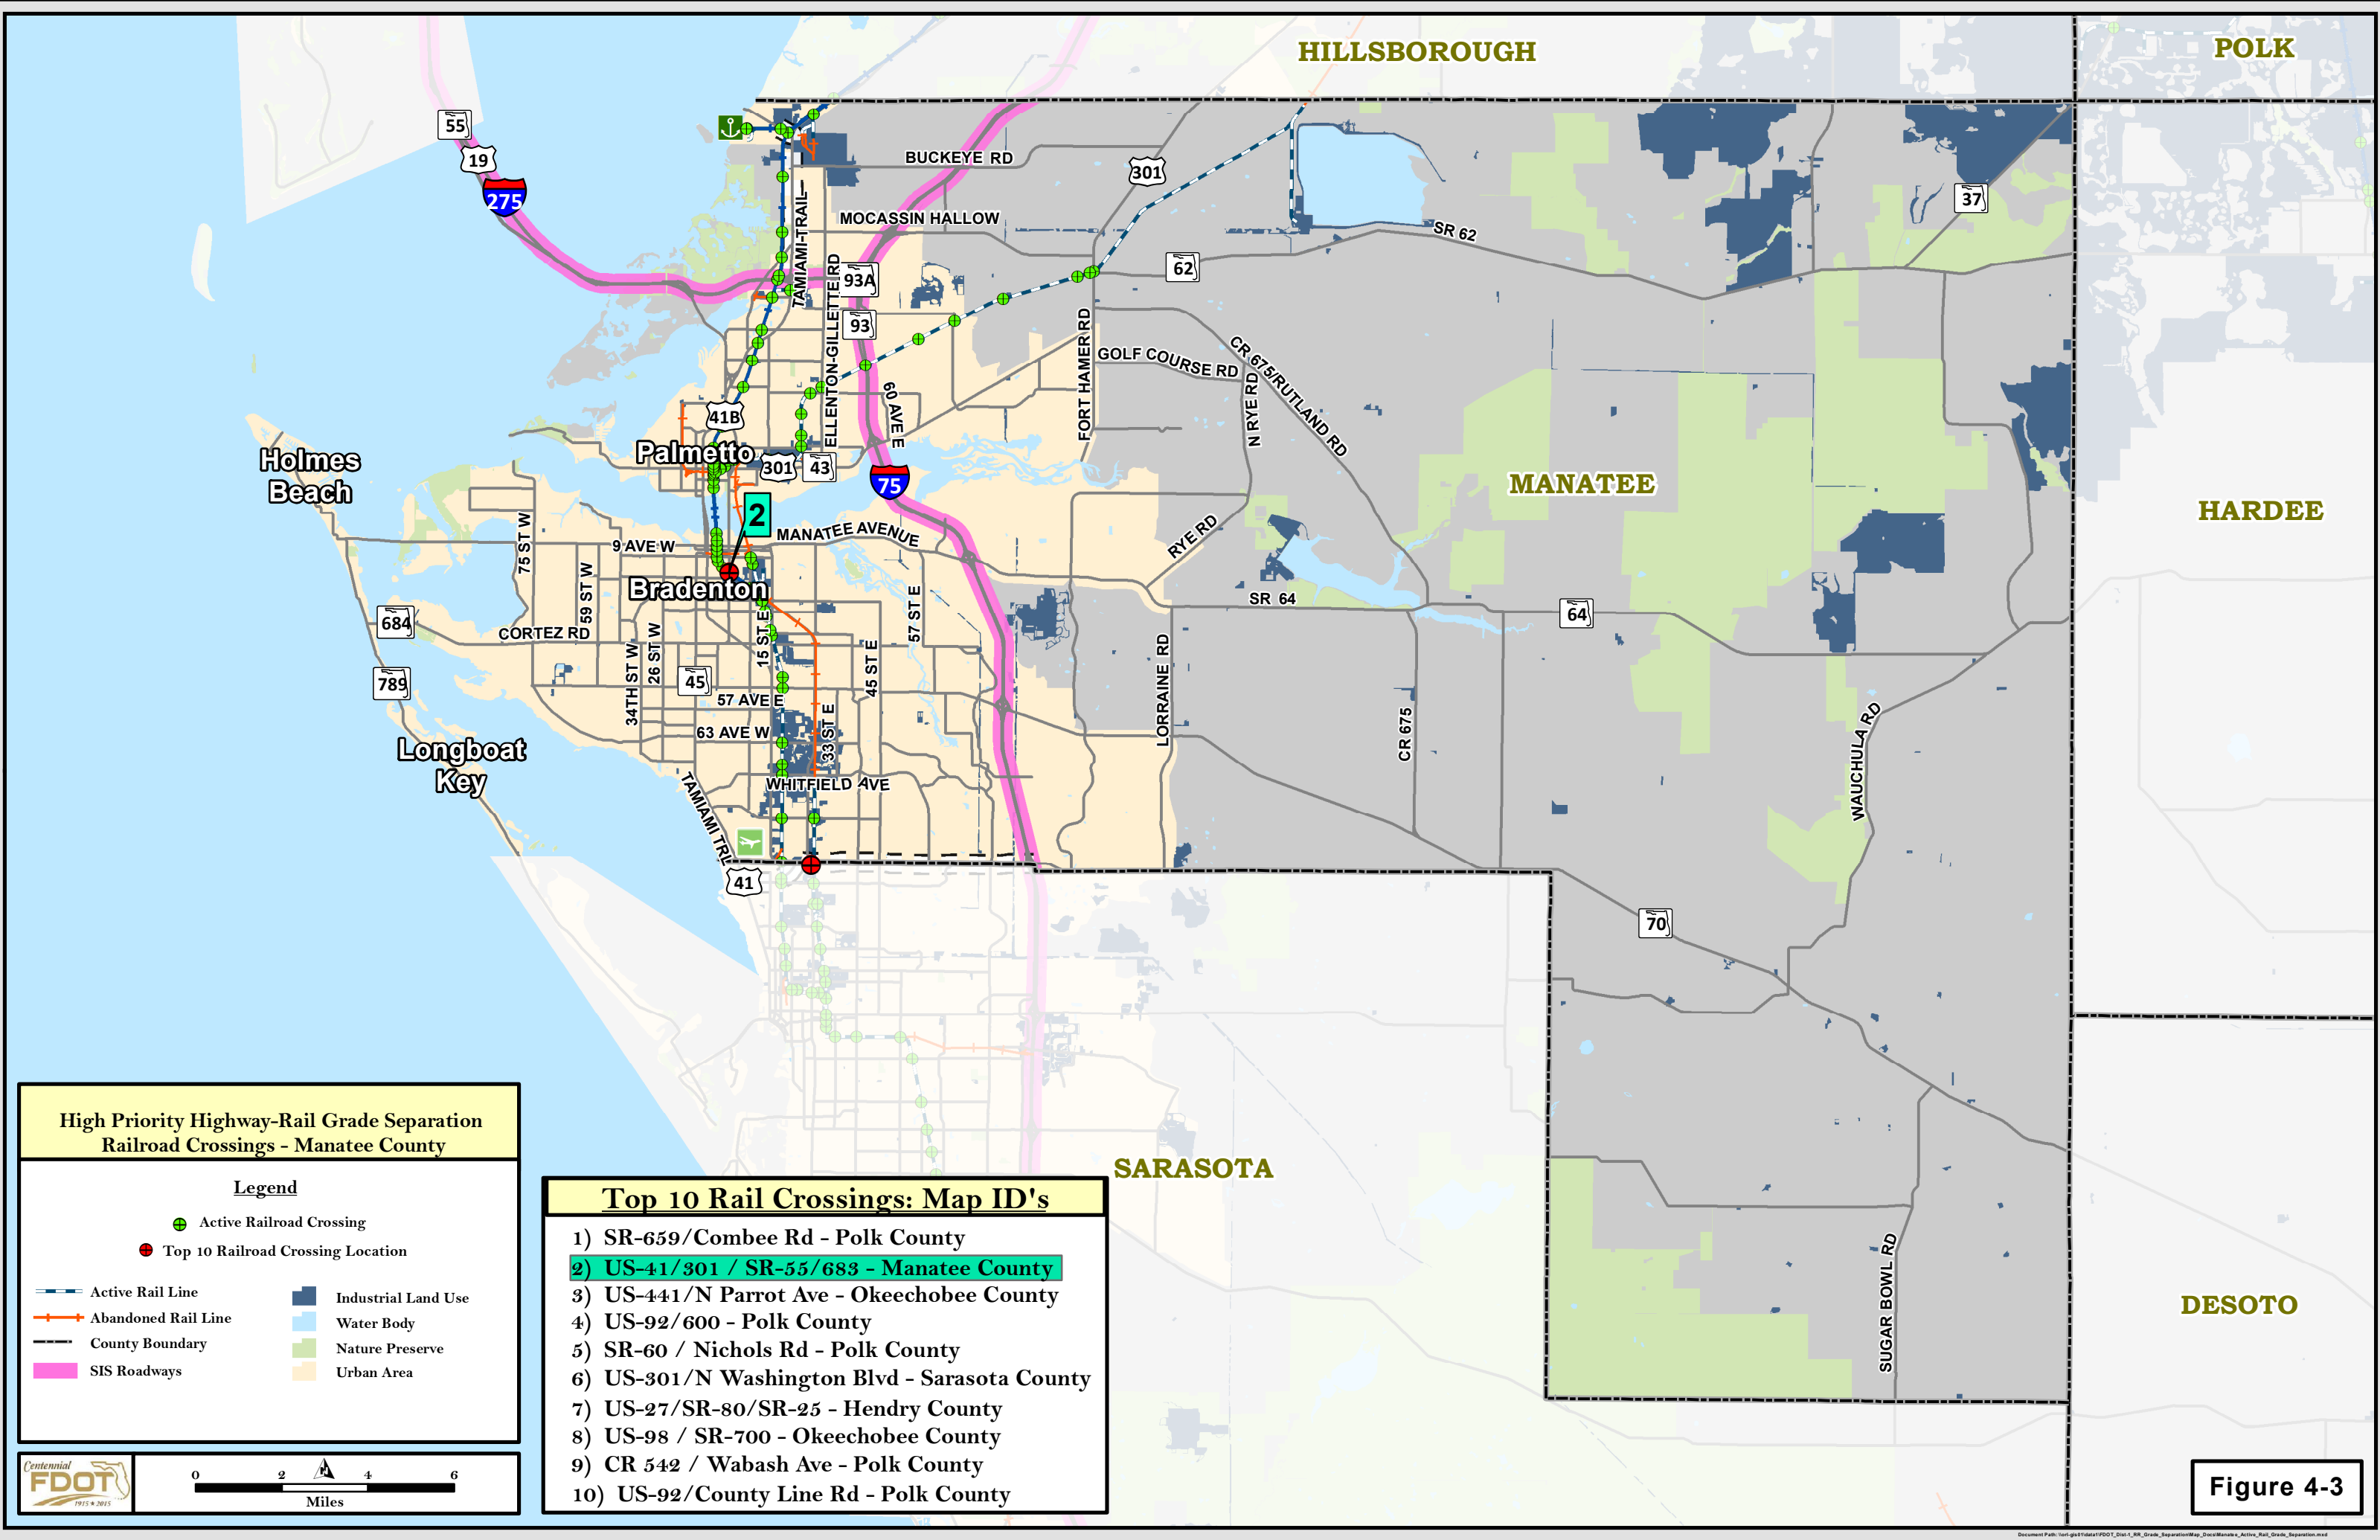 HILLSBOROUGH
POLK
55
19
275
BUCKEYE RD
301
37
MOCASSIN HALLOW
SR 62
TAMIAMI-TRAIL
62
93A
93
ELLENTON-GILLETTE RD
FORT HAMER RD
GOLF COURSE RD
CR 675/RUTLAND RD
N RYE RD
60 AVE E
41B
Palmetto
301
43
Holmes
Beach
75
MANATEE
HARDEE
2
MANATEE AVENUE
9 AVE W
75 ST W
RYE RD
59 ST W
Bradenton
57 ST E
SR 64
64
684
CORTEZ RD
15 ST E
34TH ST W
26 ST W
45 ST E
LORRAINE RD
789
45
57 AVE E
CR 675
WAUCHULA RD
63 AVE W
33 ST E
Longboat
Key
WHITFIELD AVE
TAMIAMI TRL
41
70
SARASOTA
DESOTO
SUGAR BOWL RD
High Priority Highway-Rail Grade Separation
Railroad Crossings - Manatee County
Legend
Active Railroad Crossing
Top 10 Railroad Crossing Location
Active Rail Line
Abandoned Rail Line
County Boundary
SIS Roadways
Industrial Land Use
Water Body
Nature Preserve
Urban Area
Centennial
FDOT
1915 ★ 2015
0 2 4 6
Miles
Top 10 Rail Crossings: Map ID's
1) SR-659/Combee Rd - Polk County
2) US-41/301 / SR-55/683 - Manatee County
3) US-441/N Parrot Ave - Okeechobee County
4) US-92/600 - Polk County
5) SR-60 / Nichols Rd - Polk County
6) US-301/N Washington Blvd - Sarasota County
7) US-27/SR-80/SR-25 - Hendry County
8) US-98 / SR-700 - Okeechobee County
9) CR 542 / Wabash Ave - Polk County
10) US-92/County Line Rd - Polk County
Figure 4-3